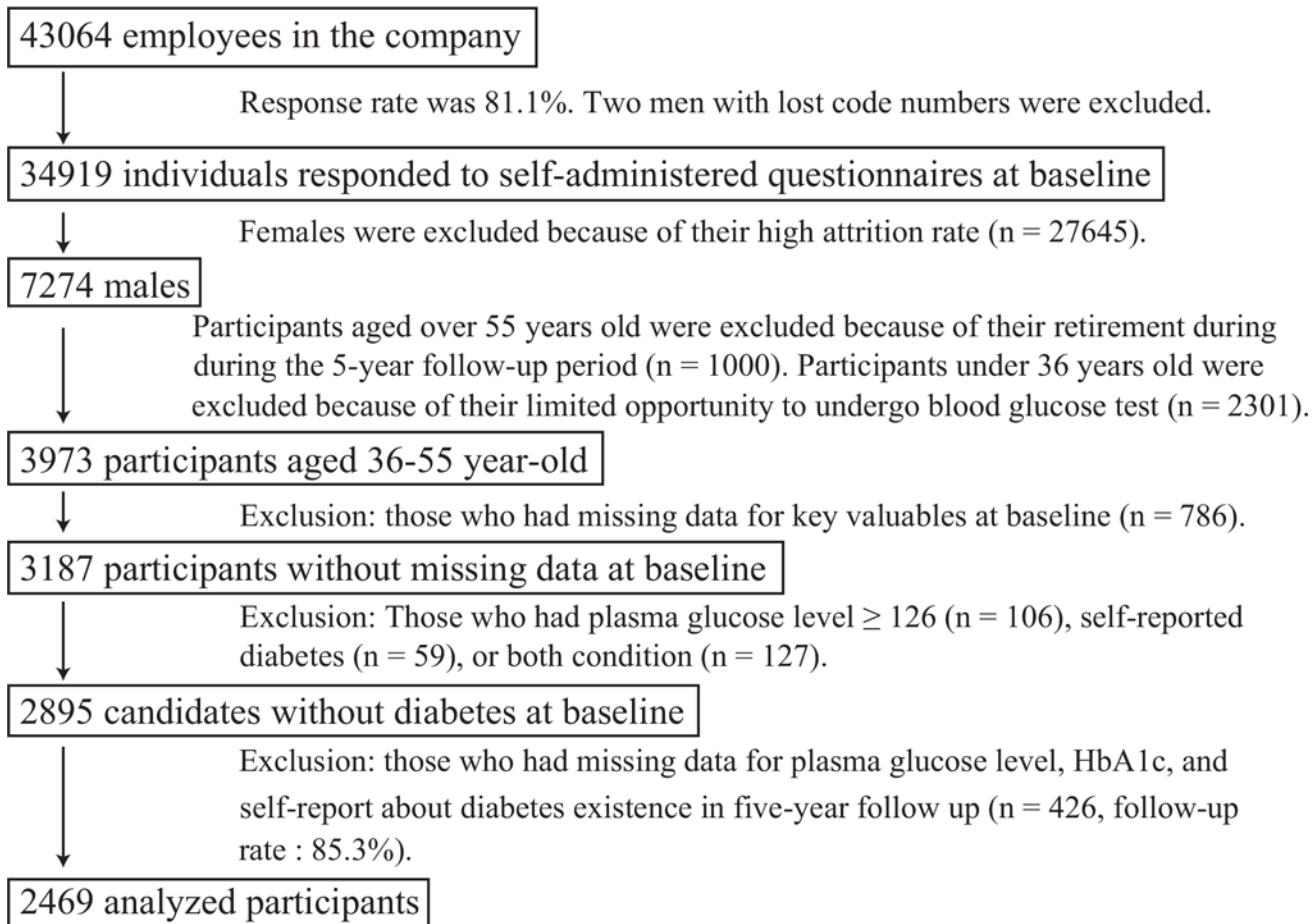 43064 employees in the company
Response rate was 81.1%. Two men with lost code numbers were excluded.
34919 individuals responded to self-administered questionnaires at baseline
Females were excluded because of their high attrition rate (n = 27645).
7274 males
Participants aged over 55 years old were excluded because of their retirement during
during the 5-year follow-up period (n = 1000). Participants under 36 years old were
excluded because of their limited opportunity to undergo blood glucose test (n = 2301).
3973 participants aged 36-55 year-old
Exclusion: those who had missing data for key valuables at baseline (n = 786).
3187 participants without missing data at baseline
Exclusion: Those who had plasma glucose level ≥ 126 (n = 106), self-reported
diabetes (n = 59), or both condition (n = 127).
2895 candidates without diabetes at baseline
Exclusion: those who had missing data for plasma glucose level, HbA1c, and
self-report about diabetes existence in five-year follow up (n = 426, follow-up
rate : 85.3%).
2469 analyzed participants